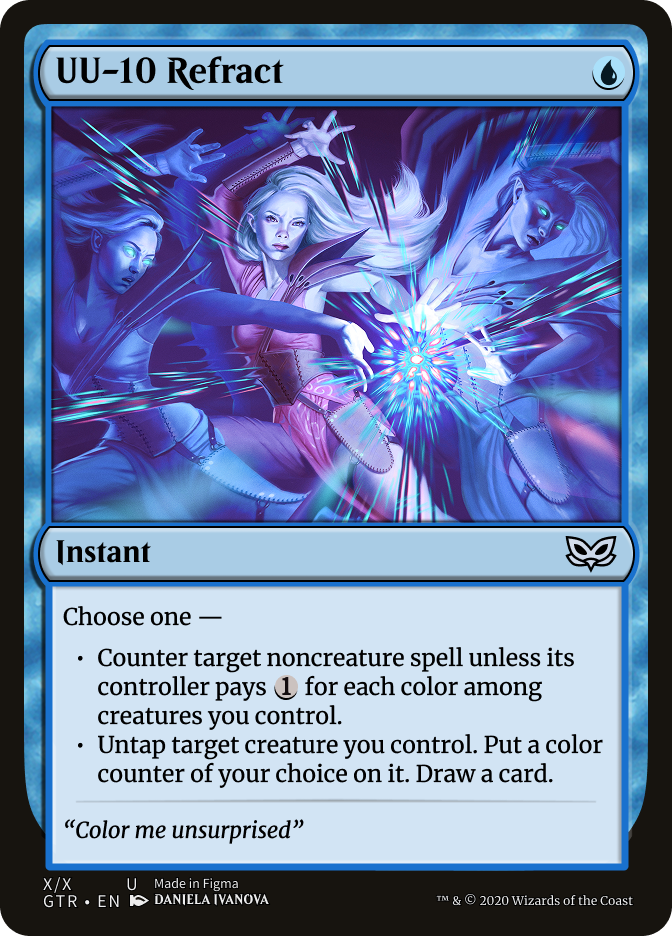 UU-10 Refract
Instant
Choose one —
• Counter target noncreature spell unless its
controller pays 1 for each color among
creatures you control.
• Untap target creature you control. Put a color
counter of your choice on it. Draw a card.
“Color me unsurprised”
X/X U Made in Figma
GTR • EN DANIELA IVANOVA ™ & © 2020 Wizards of the Coast